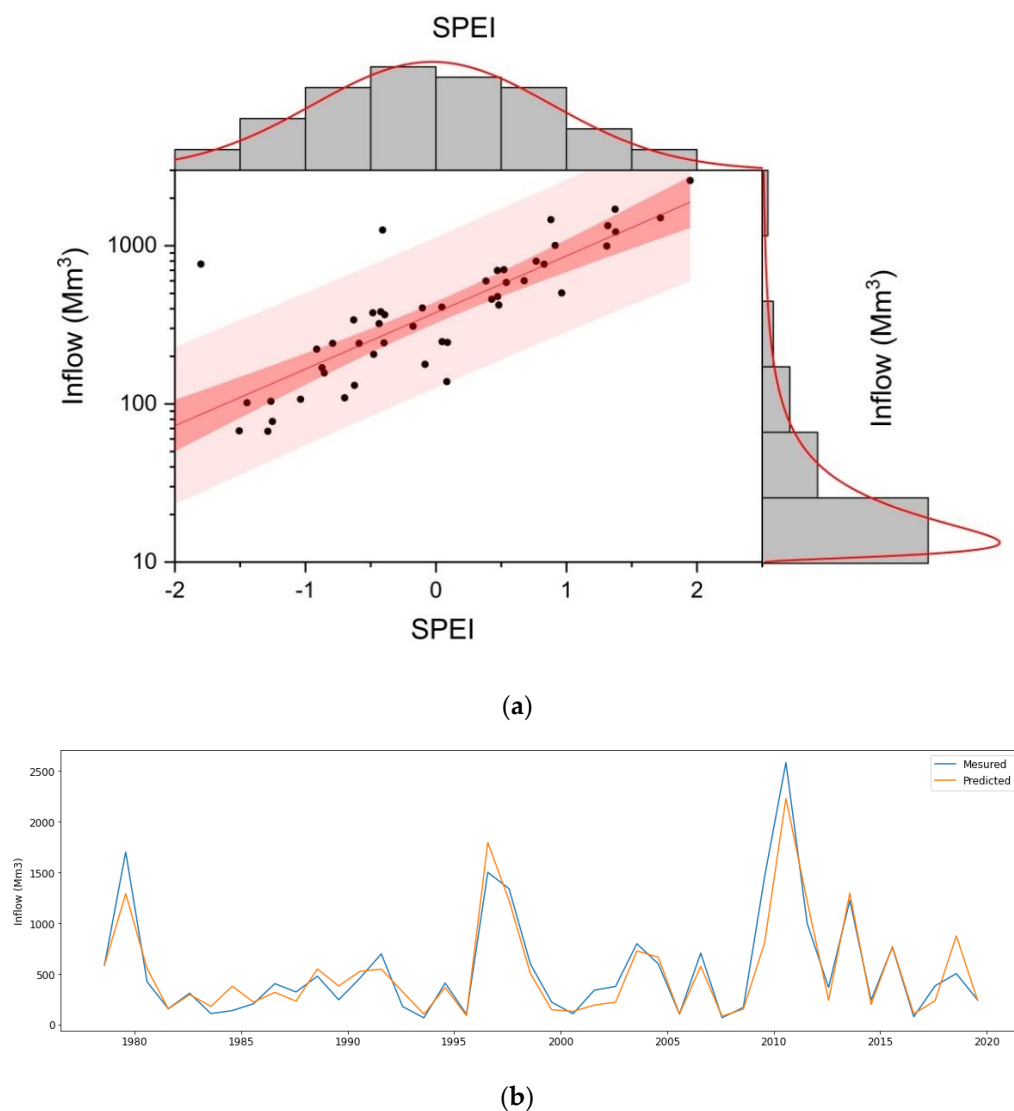 SPEI
Inflow (Mm³)
1000
100
10
-2 -1 0 1 2
SPEI
Inflow (Mm³)
(a)
Inflow (Mm3)
2500
2000
1500
1000
500
0
Mesured
Predicted
1980 1985 1990 1995 2000 2005 2010 2015 2020
(b)